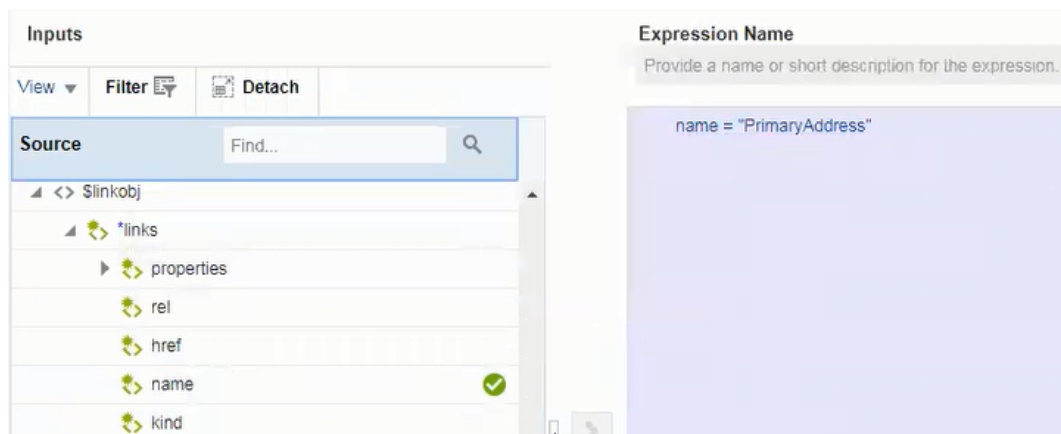 Inputs
Expression Name
Provide a name or short description for the expression.
View Filter Detach
name = "PrimaryAddress"
Source Find...
<> $linkobj
*links
properties
rel
href
name
kind